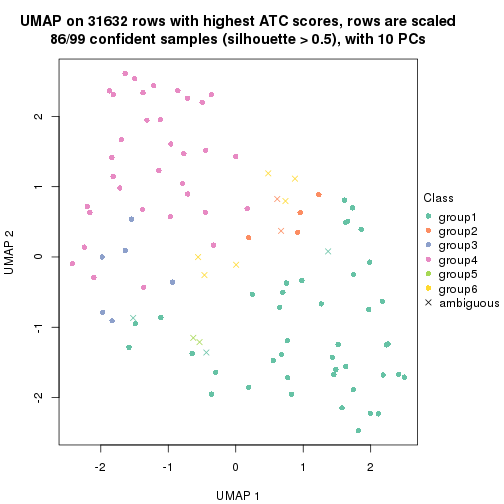 UMAP on 31632 rows with highest ATC scores, rows are scaled
86/99 confident samples (silhouette > 0.5), with 10 PCs
2
1
0
-1
-2
UMAP 2
-2
-1
0
1
2
UMAP 1
Class
group1
group2
group3
group4
group5
group6
ambiguous